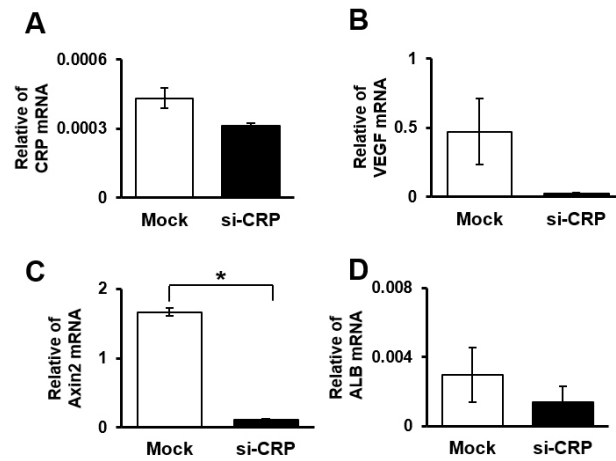 A
Relative of
CRP mRNA
0.0006
0.0003
0
Mock si-CRP
B
Relative of
VEGF mRNA
1
0.5
0
Mock si-CRP
C
Relative of
Axin2 mRNA
2
1
0
*
Mock si-CRP
D
Relative of
ALB mRNA
0.008
0.004
0
Mock si-CRP